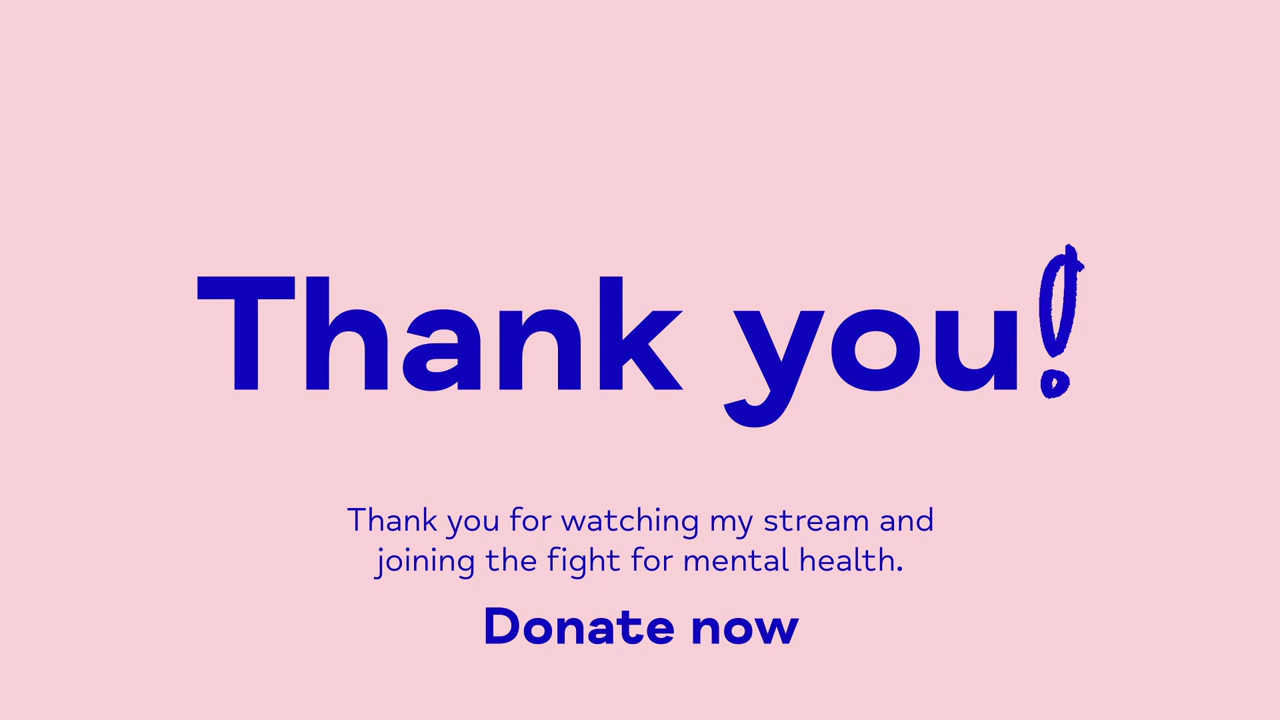 Thank you!
Thank you for watching my stream and
joining the fight for mental health.
Donate now